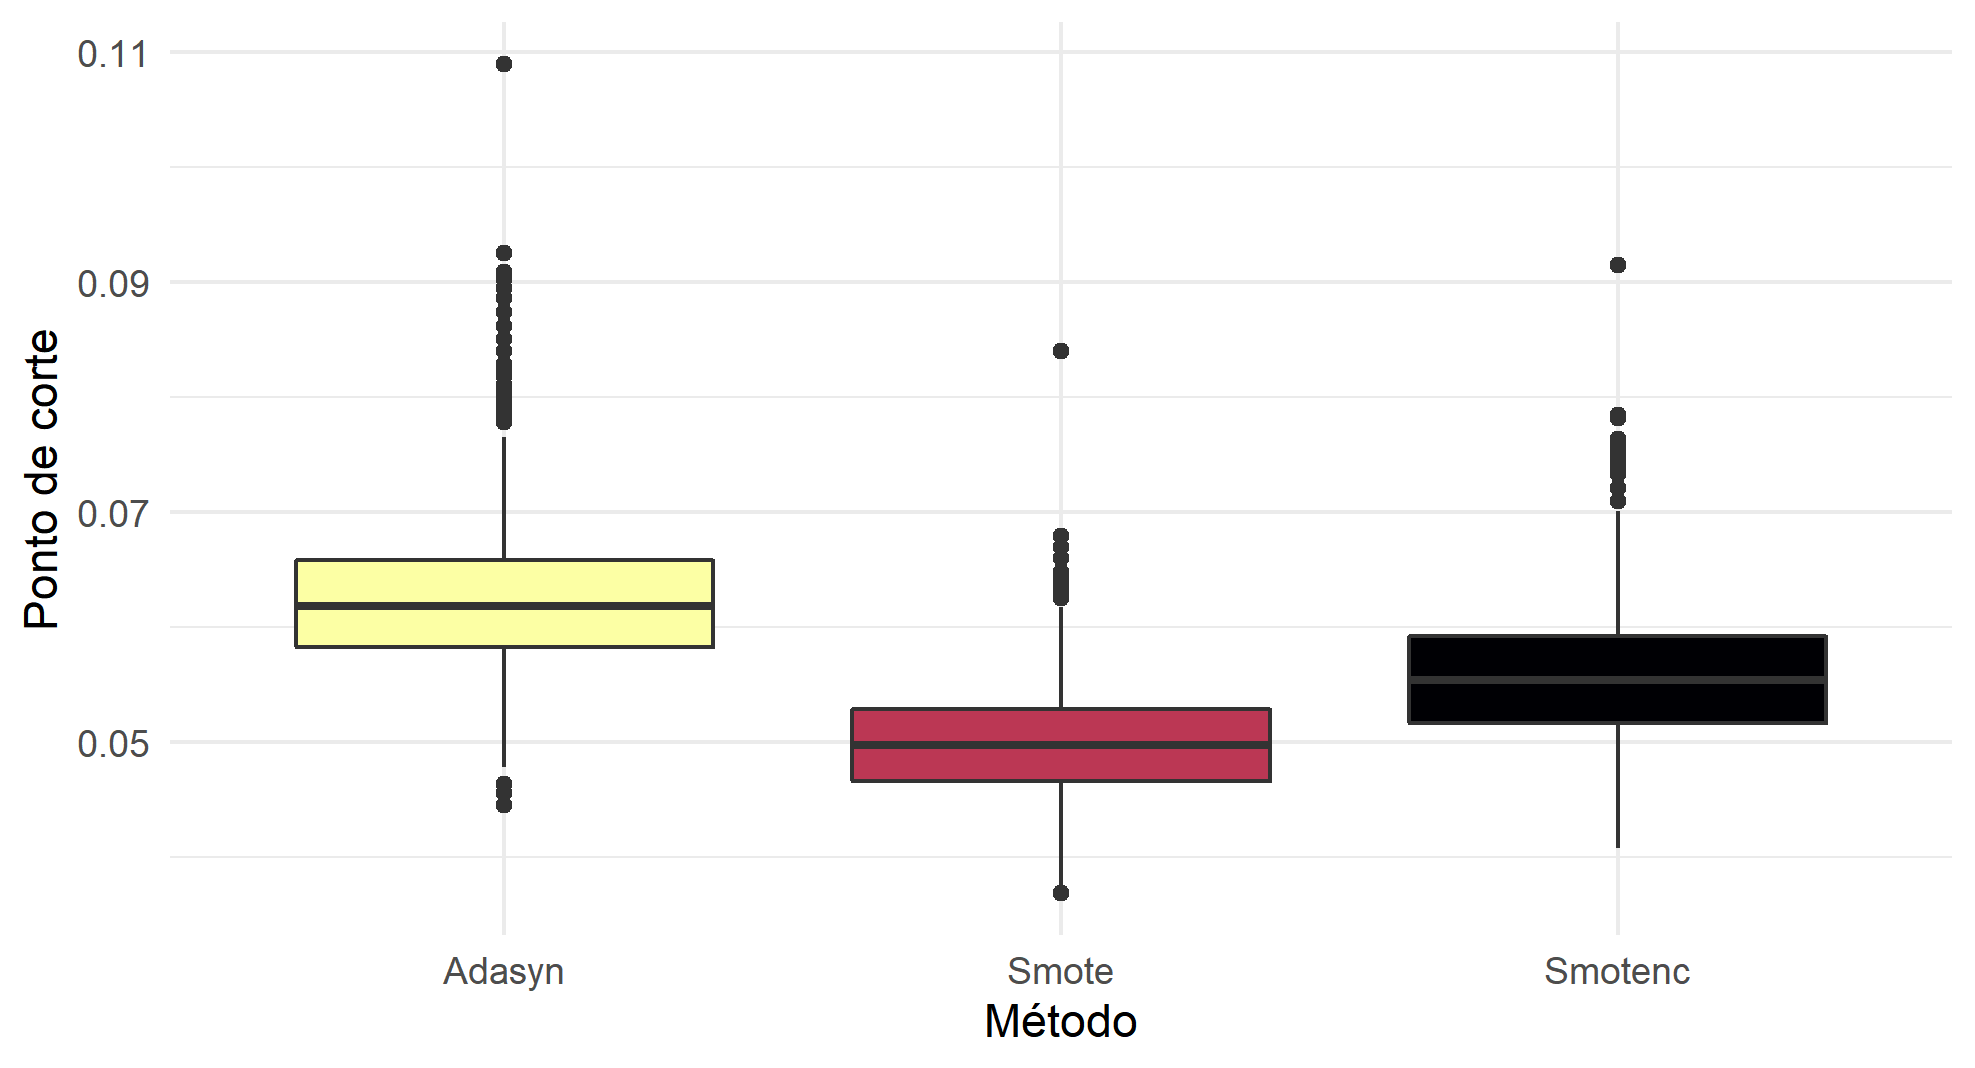 0.11
0.09
0.07
0.05
Ponto de corte
Adasyn
Smote
Smotenc
Método